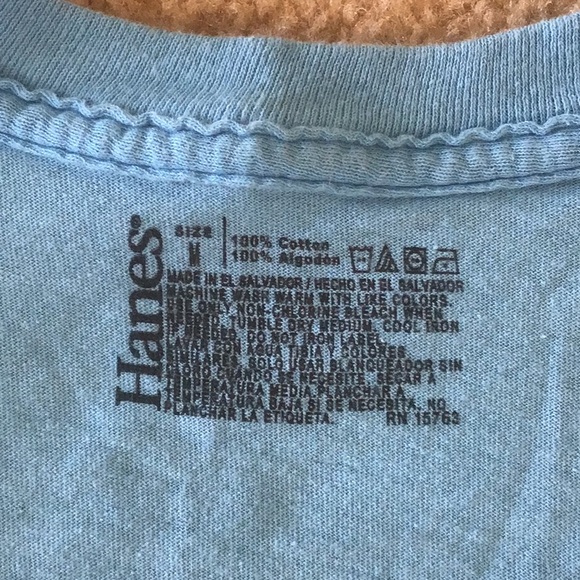 Hanes®
SIZE
M
100% Cotton
100% Algodón
MADE IN EL SALVADOR / HECHO EN EL SALVADOR
MACHINE WASH WARM WITH LIKE COLORS.
USE ONLY NON-CHLORINE BLEACH WHEN
NEEDED. TUMBLE DRY MEDIUM. COOL IRON
IF NEEDED. DO NOT IRON LABEL.
LAVAR CON AGUA TIBIA Y COLORES
SIMILARES. SOLO USAR BLANQUEADOR SIN
CLORO CUANDO SE NECESITE. SECAR A
TEMPERATURA MEDIA. PLANCHAR A
TEMPERATURA BAJA SI SE NECESITA. NO
PLANCHAR LA ETIQUETA. RN 15763